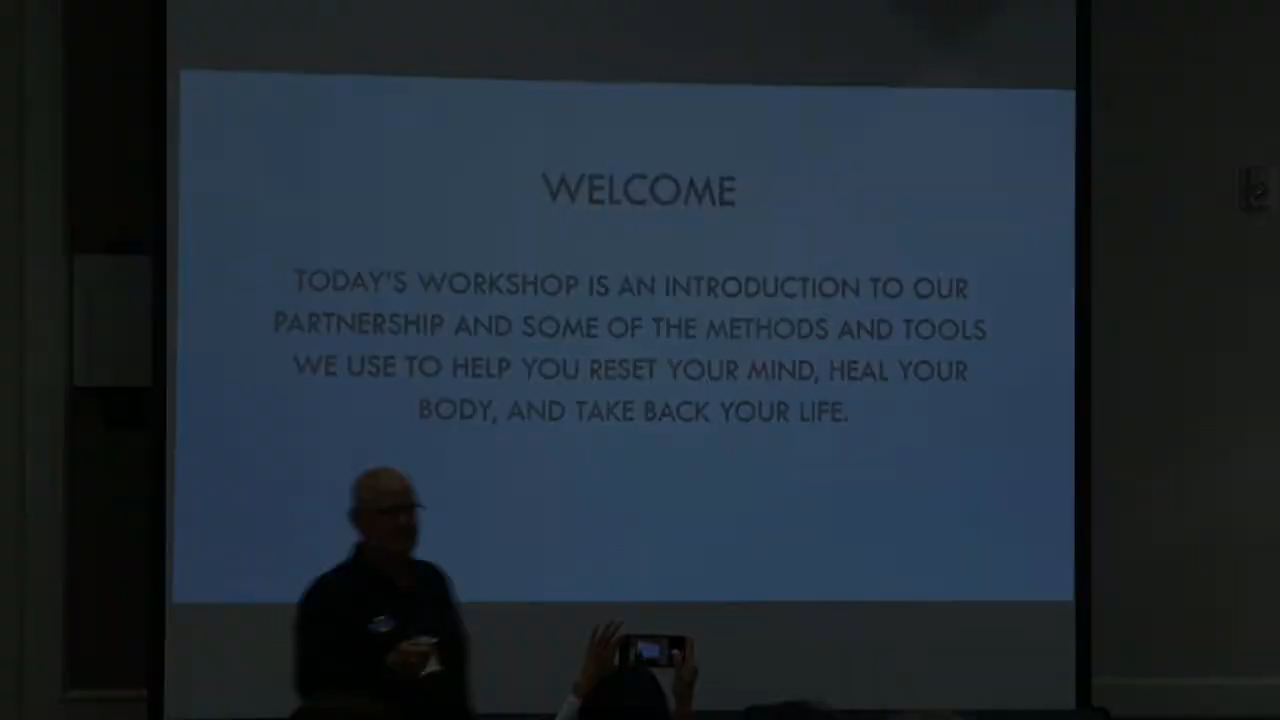 WELCOME
TODAY'S WORKSHOP IS AN INTRODUCTION TO OUR
PARTNERSHIP AND SOME OF THE METHODS AND TOOLS
WE USE TO HELP YOU RESET YOUR MIND, HEAL YOUR
BODY, AND TAKE BACK YOUR LIFE.